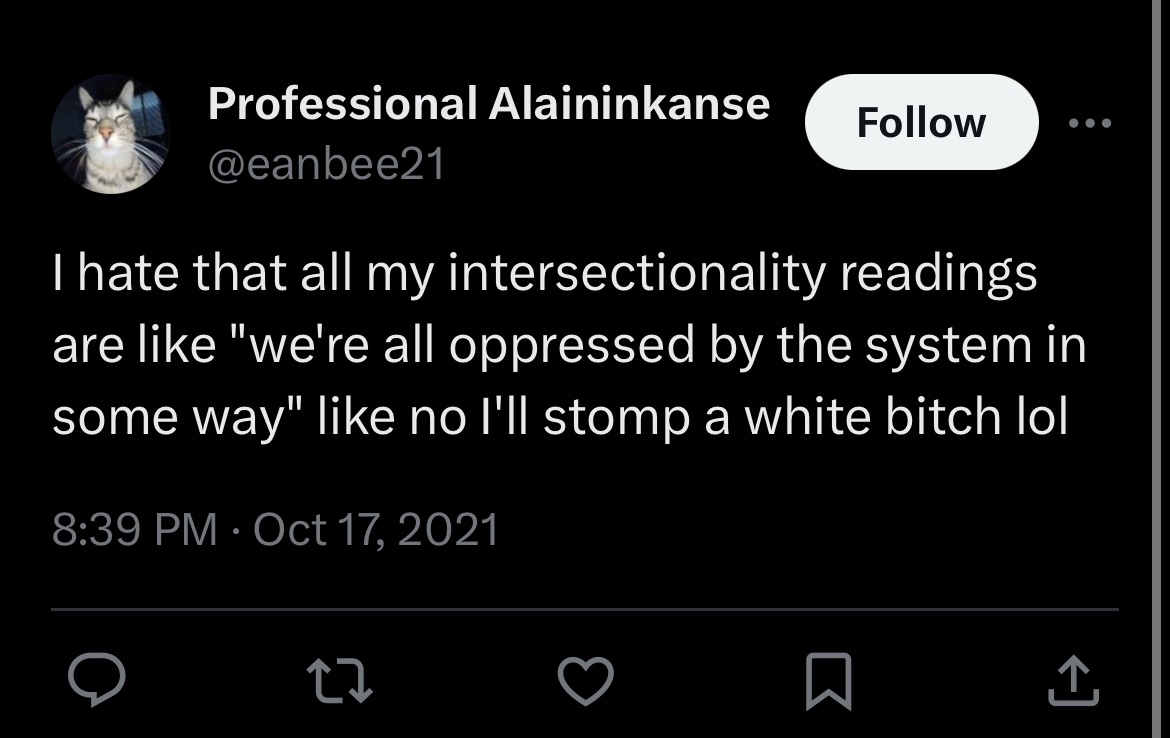 Professional Alaininkanse
Follow
@eanbee21
I hate that all my intersectionality readings
are like "we're all oppressed by the system in
some way" like no I'll stomp a white bitch lol
8:39 PM · Oct 17, 2021